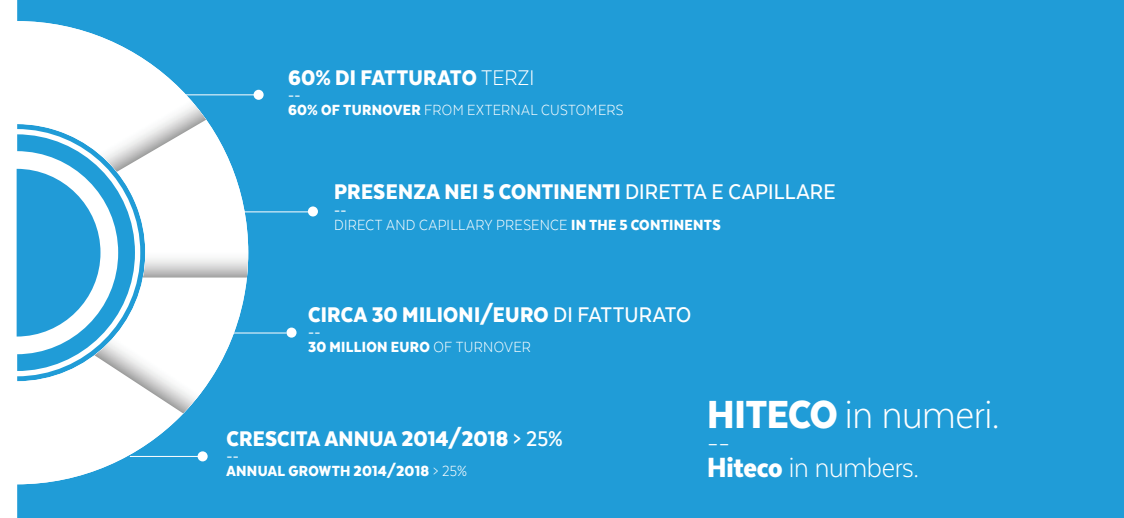 60% DI FATTURATO TERZI
--
60% OF TURNOVER FROM EXTERNAL CUSTOMERS
PRESENZA NEI 5 CONTINENTI DIRETTA E CAPILLARE
--
DIRECT AND CAPILLARY PRESENCE IN THE 5 CONTINENTS
CIRCA 30 MILIONI/EURO DI FATTURATO
--
30 MILLION EURO OF TURNOVER
CRESCITA ANNUA 2014/2018 > 25%
--
ANNUAL GROWTH 2014/2018 > 25%
HITECO in numeri.
--
Hiteco in numbers.